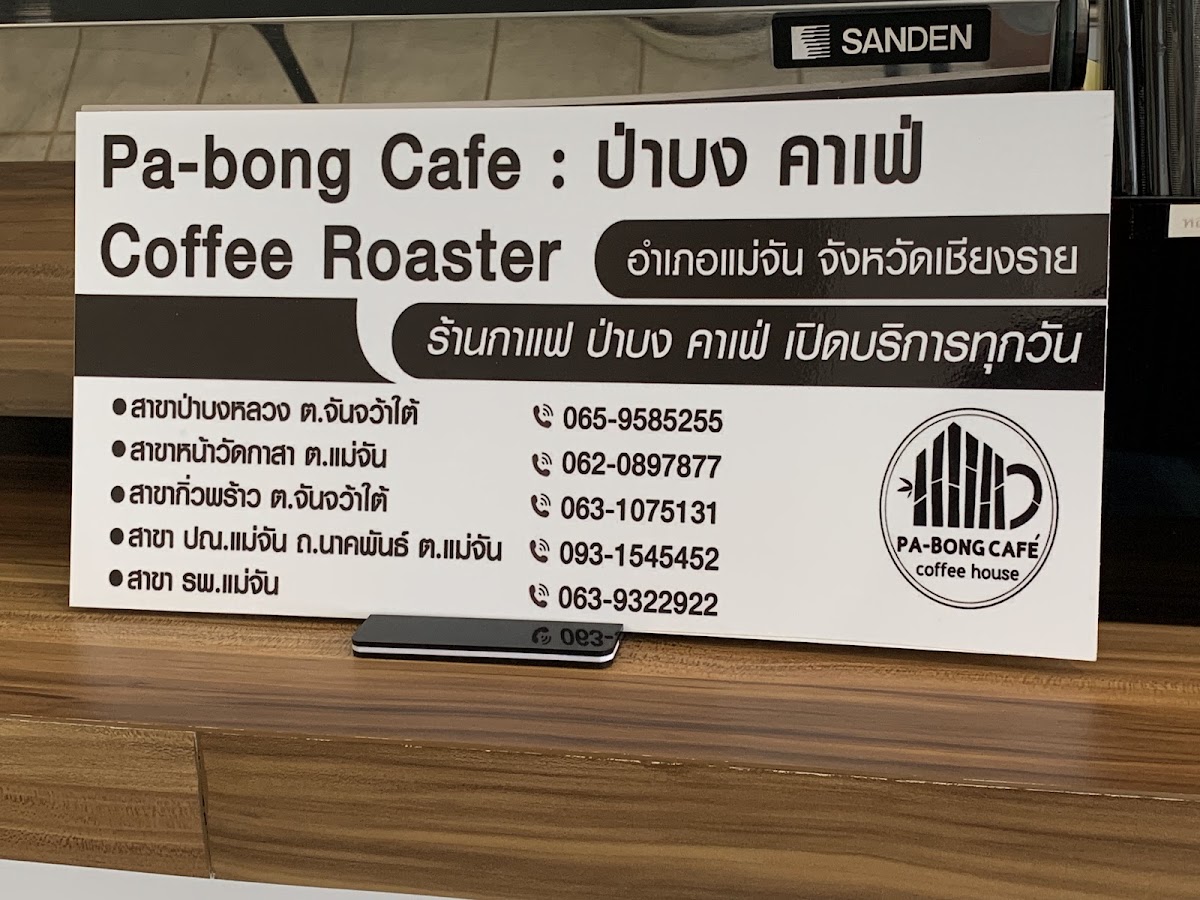 SANDEN
Pa-bong Cafe : ป่าบง คาเฟ่
Coffee Roaster
อำเภอแม่จัน จังหวัดเชียงราย
ร้านกาแฟ ป่าบง คาเฟ่ เปิดบริการทุกวัน
•สาขาป่าบงหลวง ต.จันจว้าใต้ 065-9585255
•สาขาหน้าวัดกาสา ต.แม่จัน 062-0897877
•สาขากิ่วพร้าว ต.จันจว้าใต้ 063-1075131
•สาขา ปณ.แม่จัน ถ.นาคพันธ์ ต.แม่จัน 093-1545452
•สาขา รพ.แม่จัน 063-9322922
PA-BONG CAFÉ
coffee house